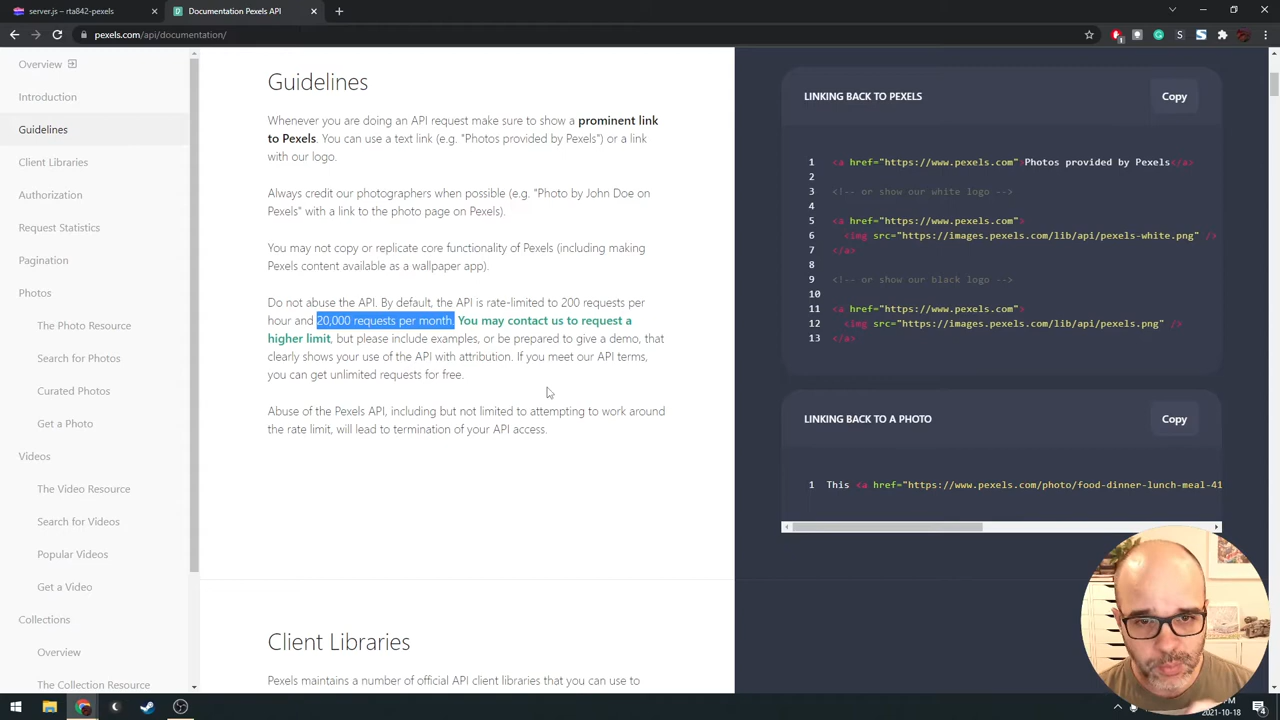 server.js – rta842-project
Documentation Pexels API
pexels.com/api/documentation/
Overview
Introduction
Guidelines
Client Libraries
Authorization
Request Statistics
Pagination
Photos
The Photo Resource
Search for Photos
Curated Photos
Get a Photo
Videos
The Video Resource
Search for Videos
Popular Videos
Get a Video
Collections
Overview
The Collection Resource
Guidelines
Whenever you are doing an API request make sure to show a prominent link
to Pexels. You can use a text link (e.g. "Photos provided by Pexels") or a link
with our logo.
Always credit our photographers when possible (e.g. "Photo by John Doe on
Pexels" with a link to the photo page on Pexels).
You may not copy or replicate core functionality of Pexels (including making
Pexels content available as a wallpaper app).
Do not abuse the API. By default, the API is rate-limited to 200 requests per
hour and 20,000 requests per month. You may contact us to request a
higher limit, but please include examples, or be prepared to give a demo, that
clearly shows your use of the API with attribution. If you meet our API terms,
you can get unlimited requests for free.
Abuse of the Pexels API, including but not limited to attempting to work around
the rate limit, will lead to termination of your API access.
Client Libraries
Pexels maintains a number of official API client libraries that you can use to
LINKING BACK TO PEXELS
Copy
1 <a href="https://www.pexels.com">Photos provided by Pexels</a>
2
3 <!-- or show our white logo -->
4
5 <a href="https://www.pexels.com">
6 <img src="https://images.pexels.com/lib/api/pexels-white.png" />
7 </a>
8
9 <!-- or show our black logo -->
10
11 <a href="https://www.pexels.com">
12 <img src="https://images.pexels.com/lib/api/pexels.png" />
13 </a>
LINKING BACK TO A PHOTO
Copy
1 This <a href="https://www.pexels.com/photo/food-dinner-lunch-meal-41
2021-10-18
4